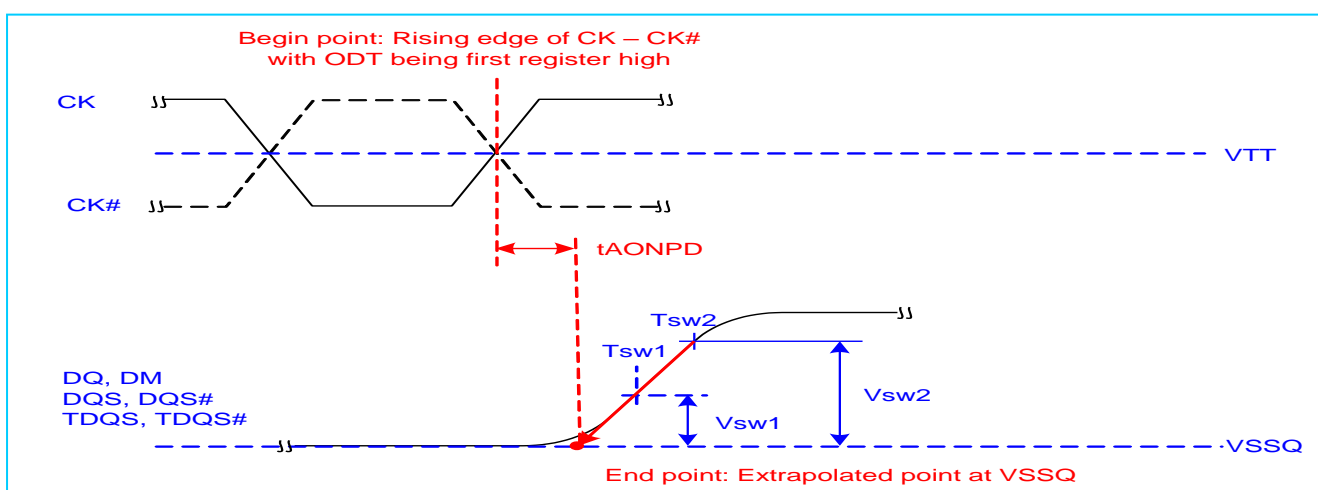 Begin point: Rising edge of CK – CK#
with ODT being first register high
CK
VTT
CK#
tAONPD
Tsw2
Tsw1
DQ, DM
DQS, DQS#
TDQS, TDQS#
Vsw2
Vsw1
VSSQ
End point: Extrapolated point at VSSQ